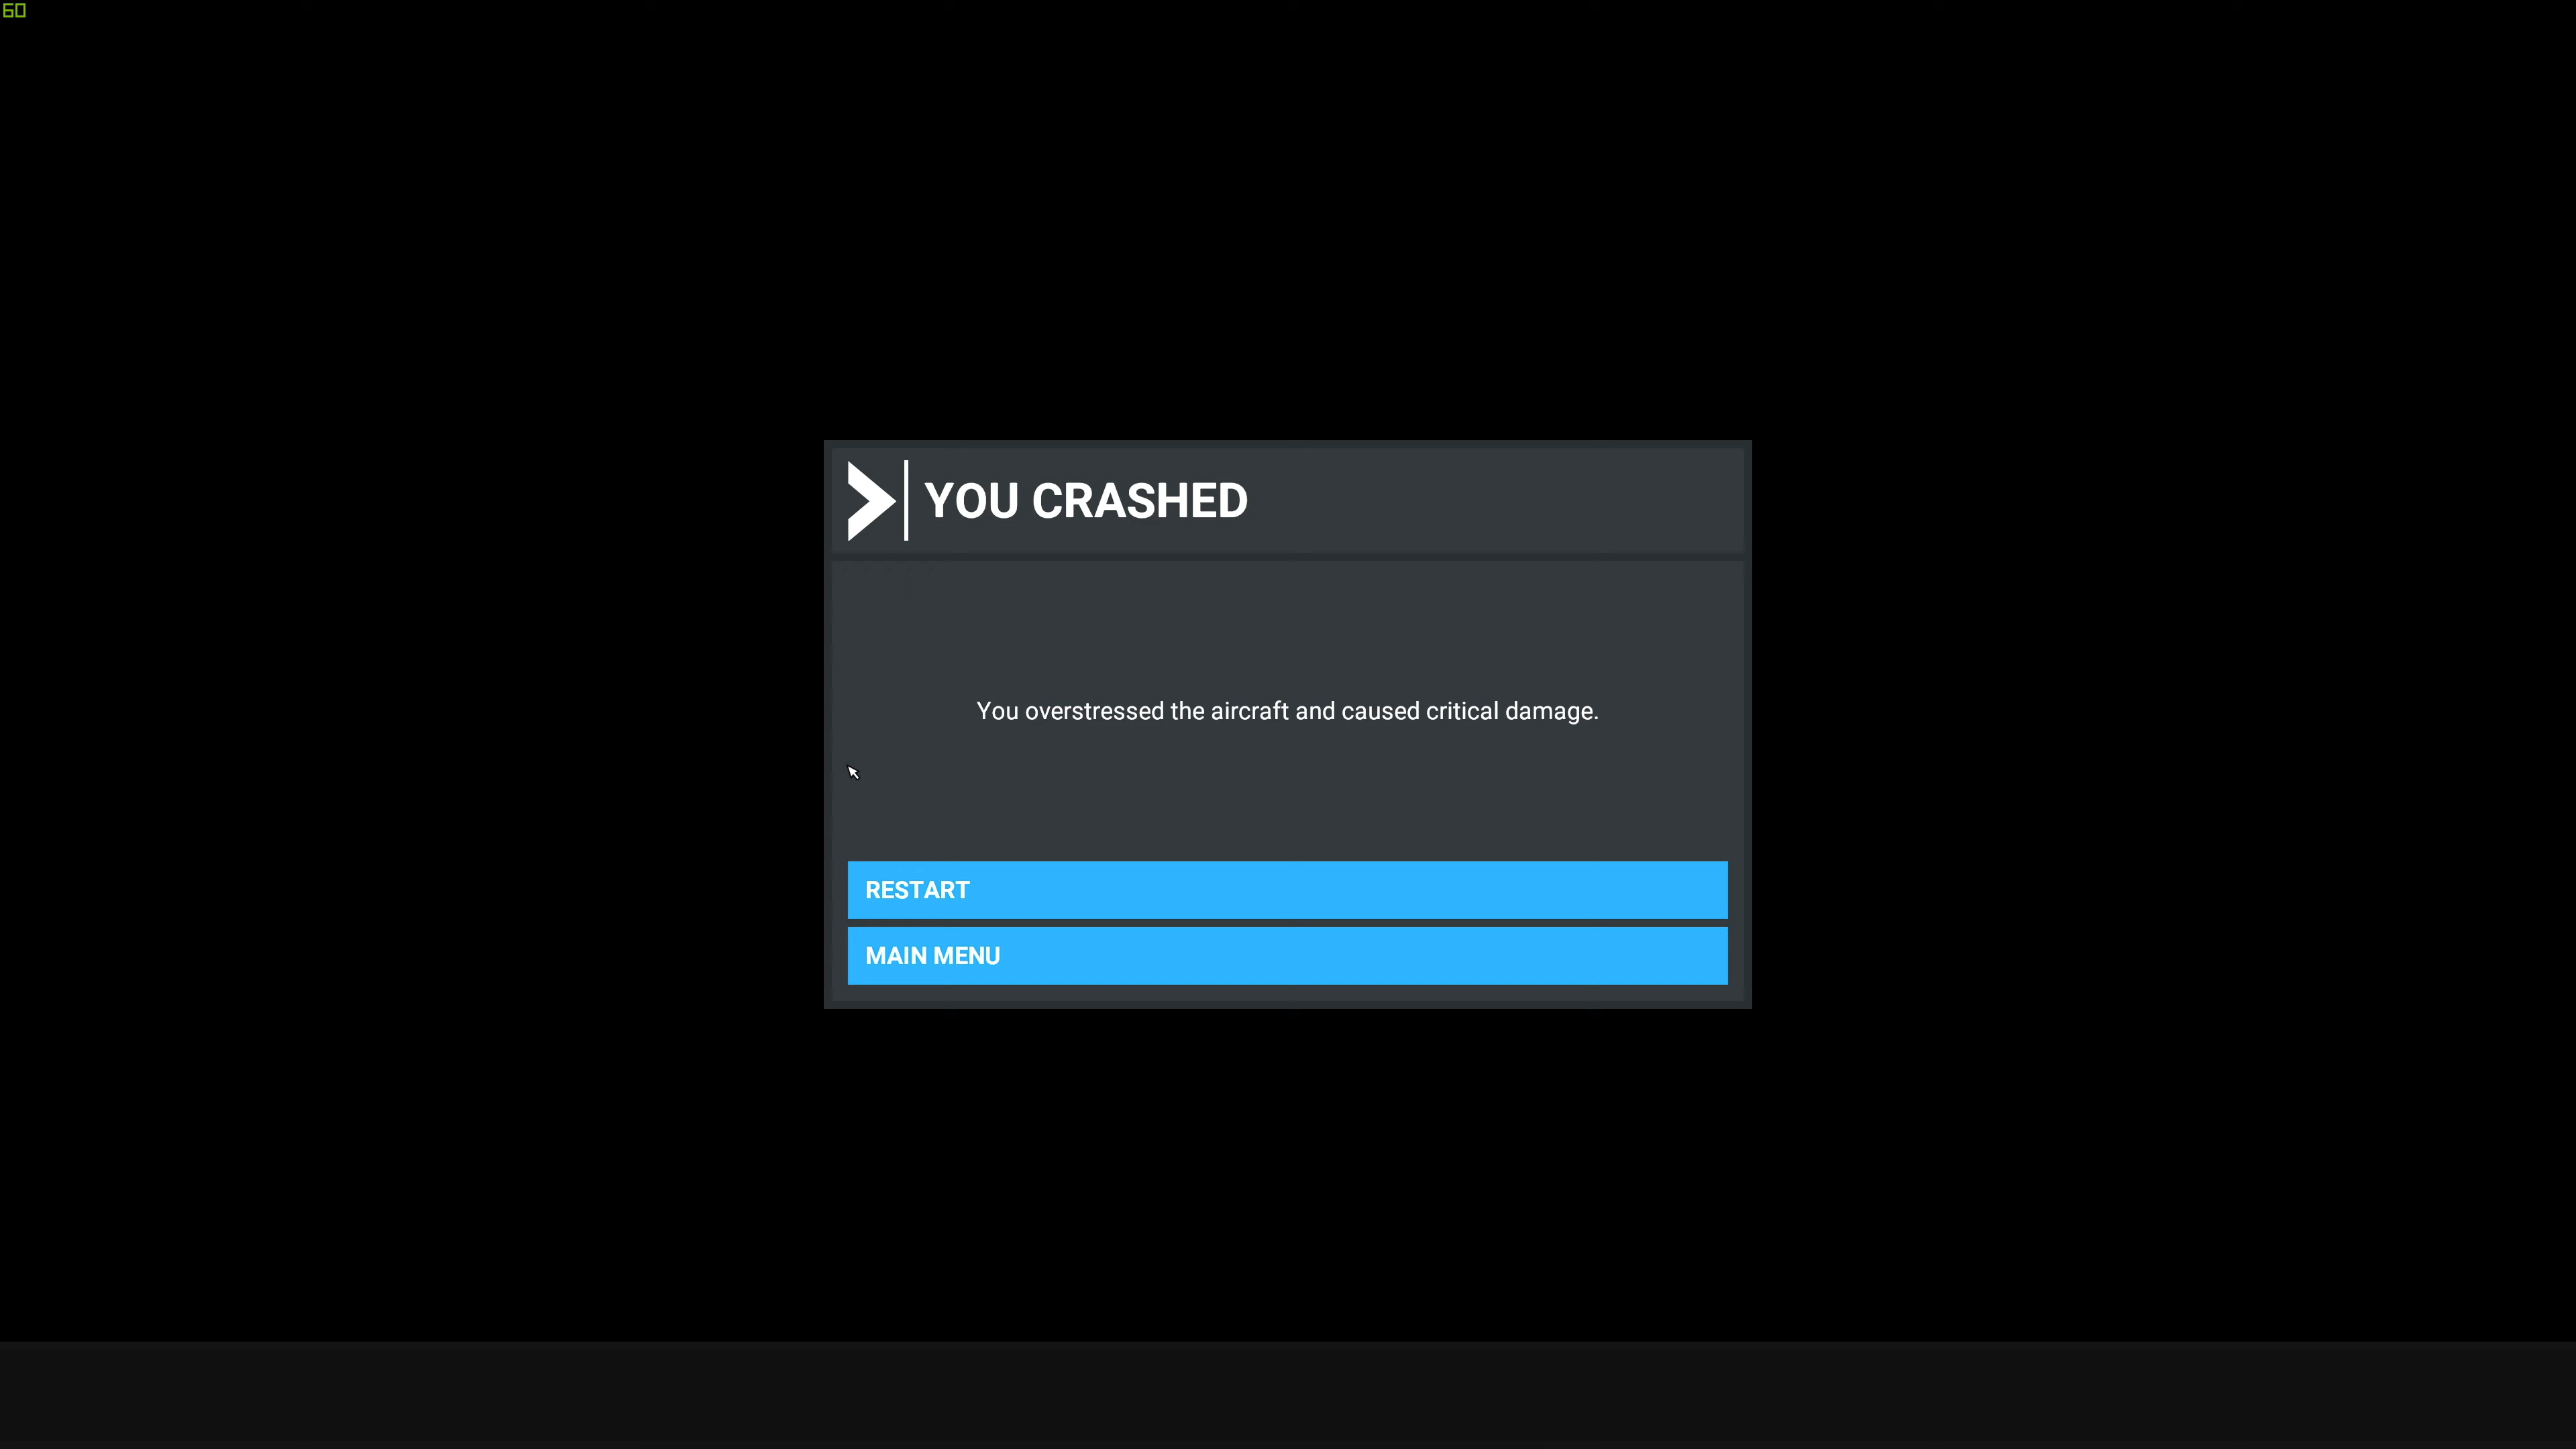 60
YOU CRASHED
You overstressed the aircraft and caused critical damage.
RESTART
MAIN MENU